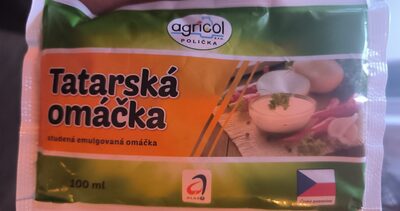 agricol
POLIČKA
Tatarská
omáčka
studená emulgovaná omáčka
100 ml